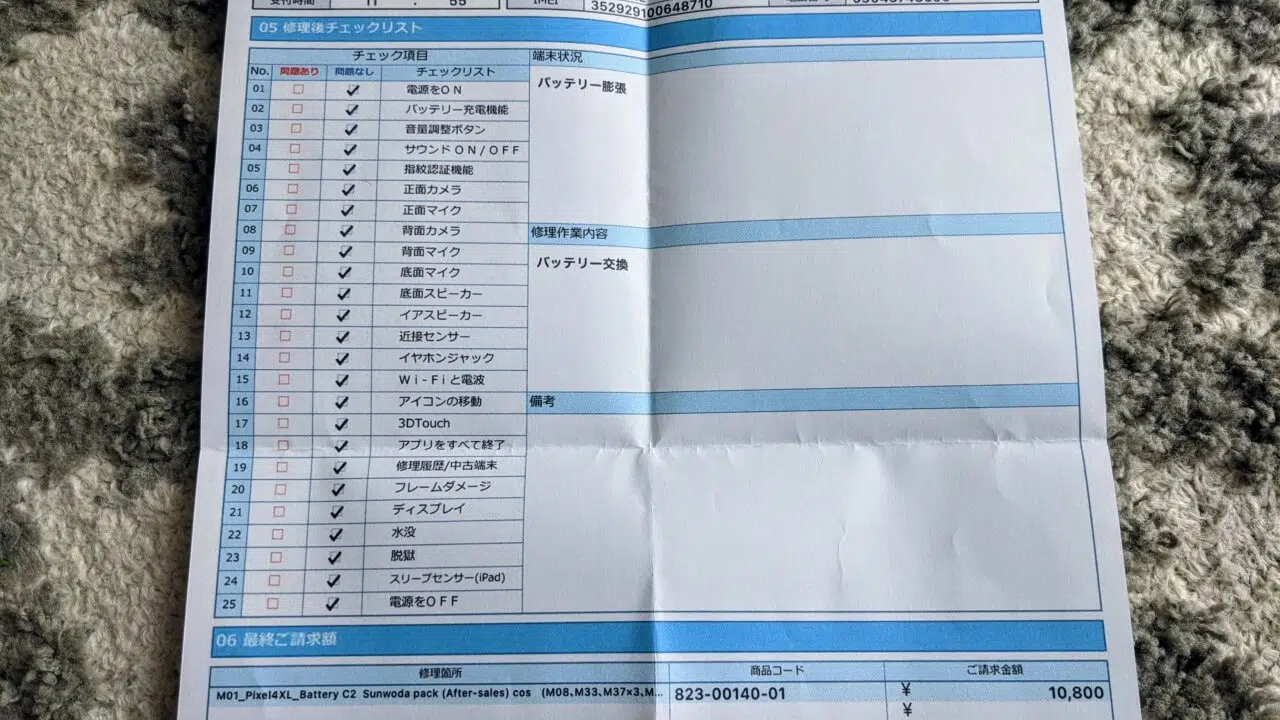 受付時間 11 : 55 IMEI 352929100648710
05 修理後チェックリスト
チェック項目
端末状況
No. 問題あり 問題なし チェックリスト
バッテリー膨張
01 電源をON
02 バッテリー充電機能
03 音量調整ボタン
04 サウンドON/OFF
05 指紋認証機能
06 正面カメラ
07 正面マイク
08 背面カメラ
修理作業内容
09 背面マイク
バッテリー交換
10 底面マイク
11 底面スピーカー
12 イアスピーカー
13 近接センサー
14 イヤホンジャック
15 Wi-Fiと電波
16 アイコンの移動
備考
17 3DTouch
18 アプリをすべて終了
19 修理履歴/中古端末
20 フレームダメージ
21 ディスプレイ
22 水没
23 脱獄
24 スリープセンサー(iPad)
25 電源をOFF
06 最終ご請求額
修理箇所 商品コード ご請求金額
M01_Pixel4XL_Battery C2 Sunwoda pack (After-sales) cos (M08、M33、M37×3、M... 823-00140-01 ¥ 10,800
¥